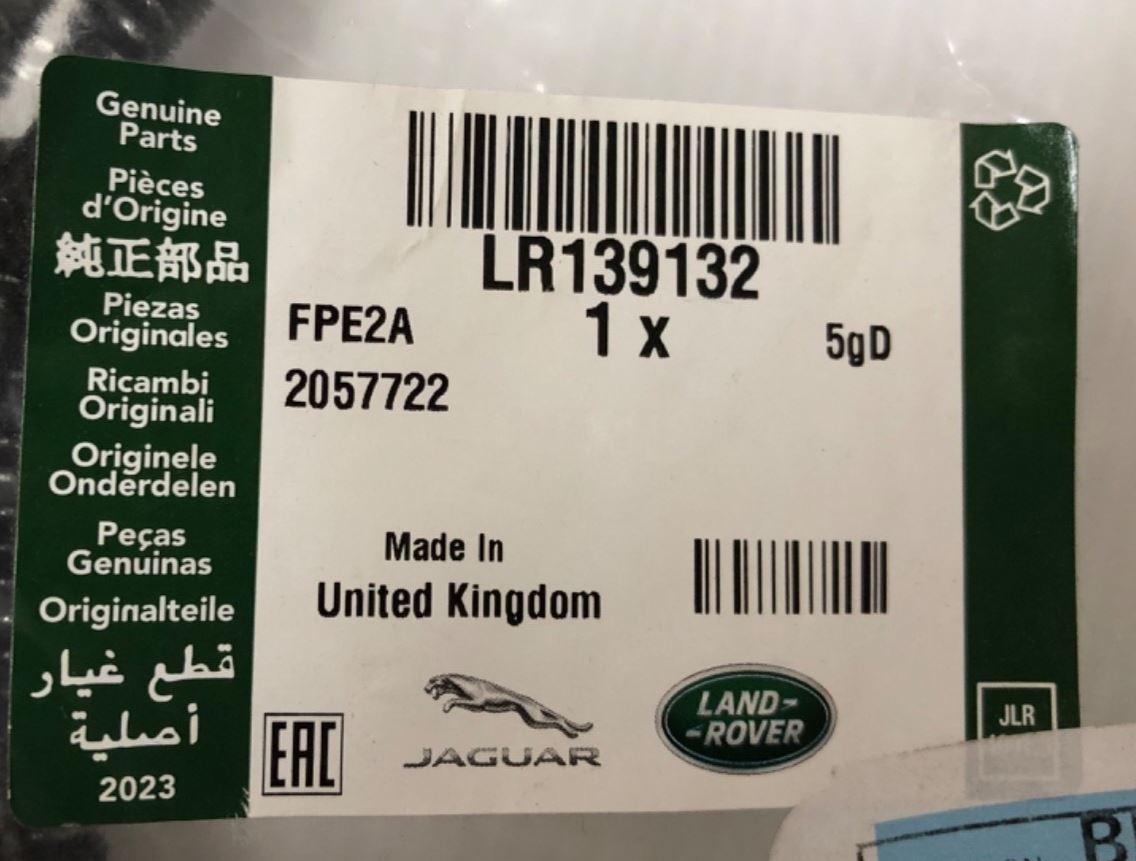 Genuine
Parts
Pièces
d'Origine
純正部品
Piezas
Originales
Ricambi
Originali
Originele
Onderdelen
Peças
Genuinas
Originalteile
قطع غيار
أصلية
2023
LR139132
FPE2A
1 x
5gD
2057722
Made In
United Kingdom
EAC
JAGUAR
LAND-
-ROVER
JLR